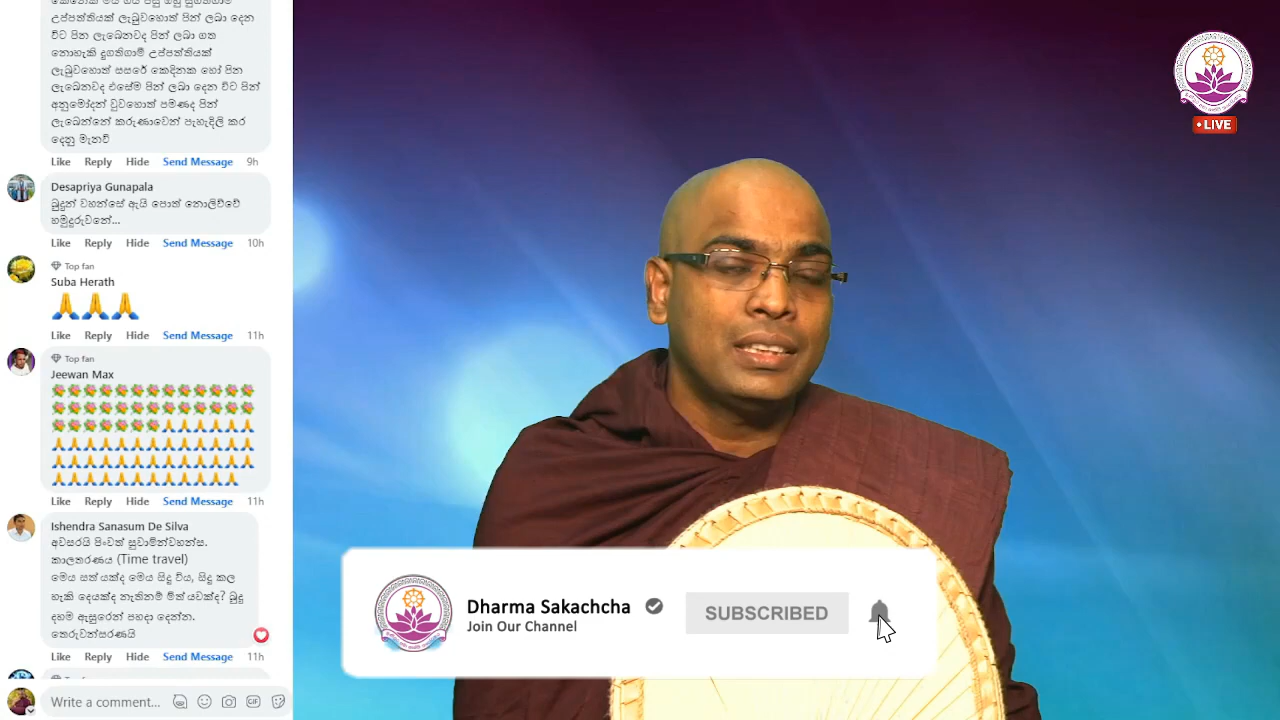 උප්පත්තියක් ලැබුවහොත් පින් ලබා දෙන
විට පින ලැබෙනවද පින් ලබා ගත
නොහැකි දුගතිගාමී උප්පත්තියක්
ලැබුවහොත් සසරේ කෙදිනක හෝ පින
ලැබෙනවද එසේම පින් ලබා දෙන විට පින්
අනුමෝදන් වුවහොත් පමණද පින්
ලැබෙන්නේ කරුණාවෙන් පැහැදිලි කර
දෙනු මැනවි
Like Reply Hide Send Message 9h
Desapriya Gunapala
බුදුන් වහන්සේ ඇයි පොත් නොලිව්වේ
හමුදුරුවනේ...
Like Reply Hide Send Message 10h
Top fan
Suba Herath
🙏🙏🙏
Like Reply Hide Send Message 11h
Top fan
Jeewan Max
Like Reply Hide Send Message 11h
Ishendra Sanasum De Silva
අවසරයි පිංවත් සුවාමින්වහන්ස.
කාලතරණය (Time travel)
මෙය සත් යක්ද මෙය සිදු විය, සිදු කල
හැකි දෙයක්ද නැතිනම් මිත් යාවක්ද? බුදු
දහම ඇසුරෙන් පහදා දෙන්න.
තෙරුවන්සරණයි
Like Reply Hide Send Message 11h
Write a comment...
GIF
LIVE
Dharma Sakachcha
Join Our Channel
SUBSCRIBED